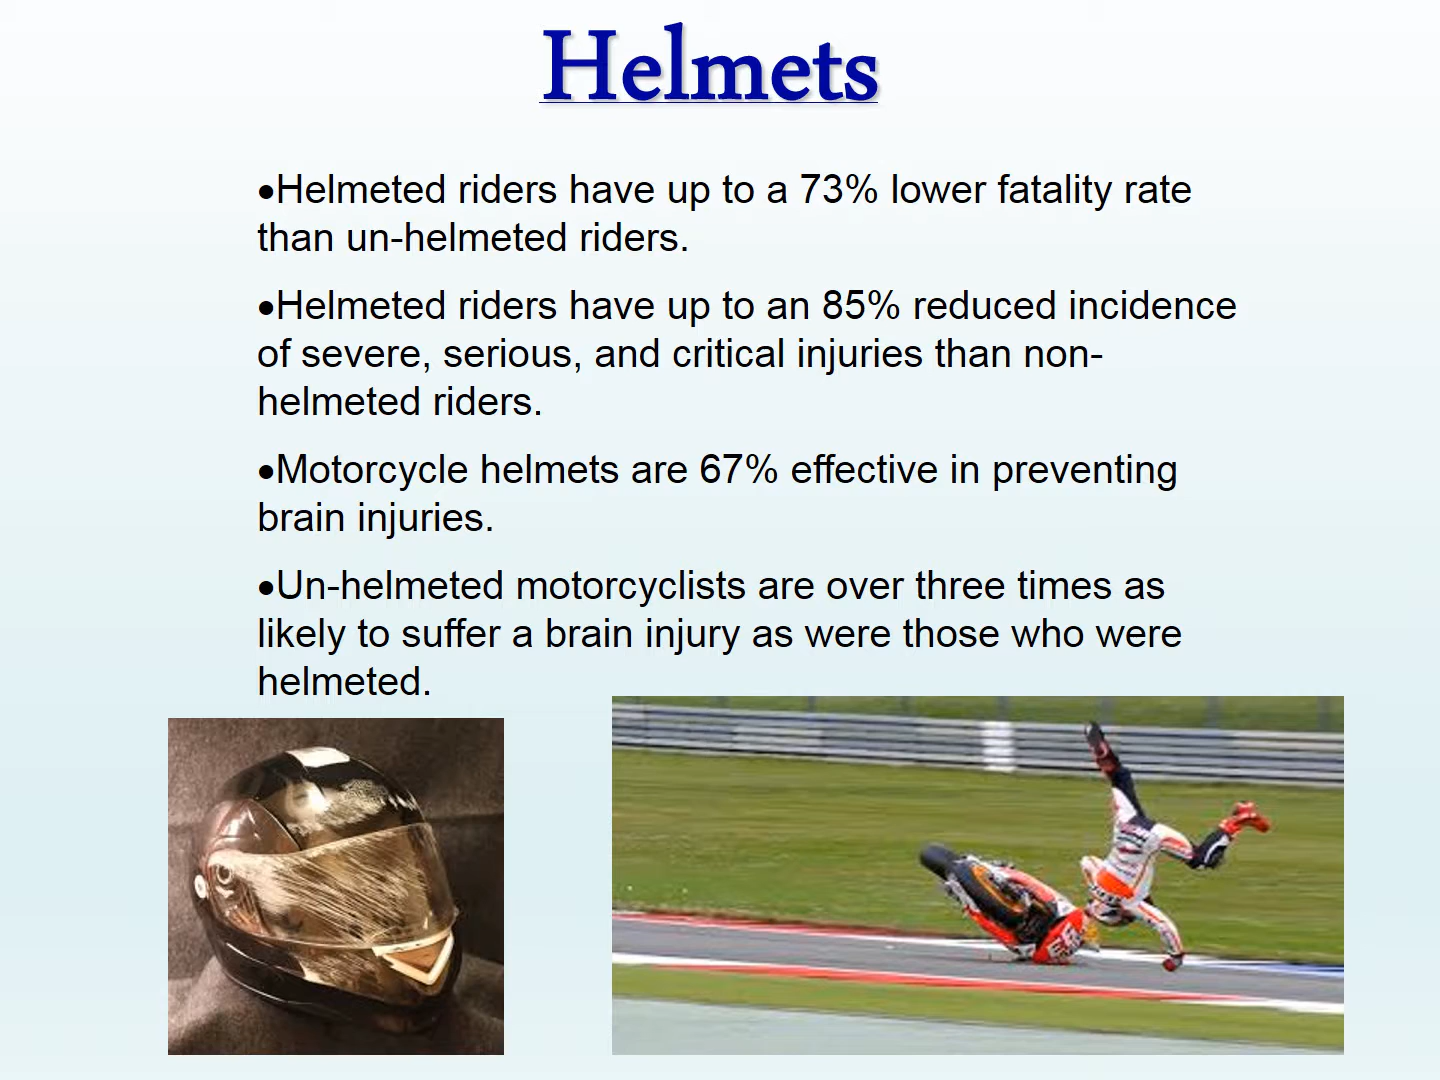 Helmets
•Helmeted riders have up to a 73% lower fatality rate
than un-helmeted riders.
•Helmeted riders have up to an 85% reduced incidence
of severe, serious, and critical injuries than non-
helmeted riders.
•Motorcycle helmets are 67% effective in preventing
brain injuries.
•Un-helmeted motorcyclists are over three times as
likely to suffer a brain injury as were those who were
helmeted.